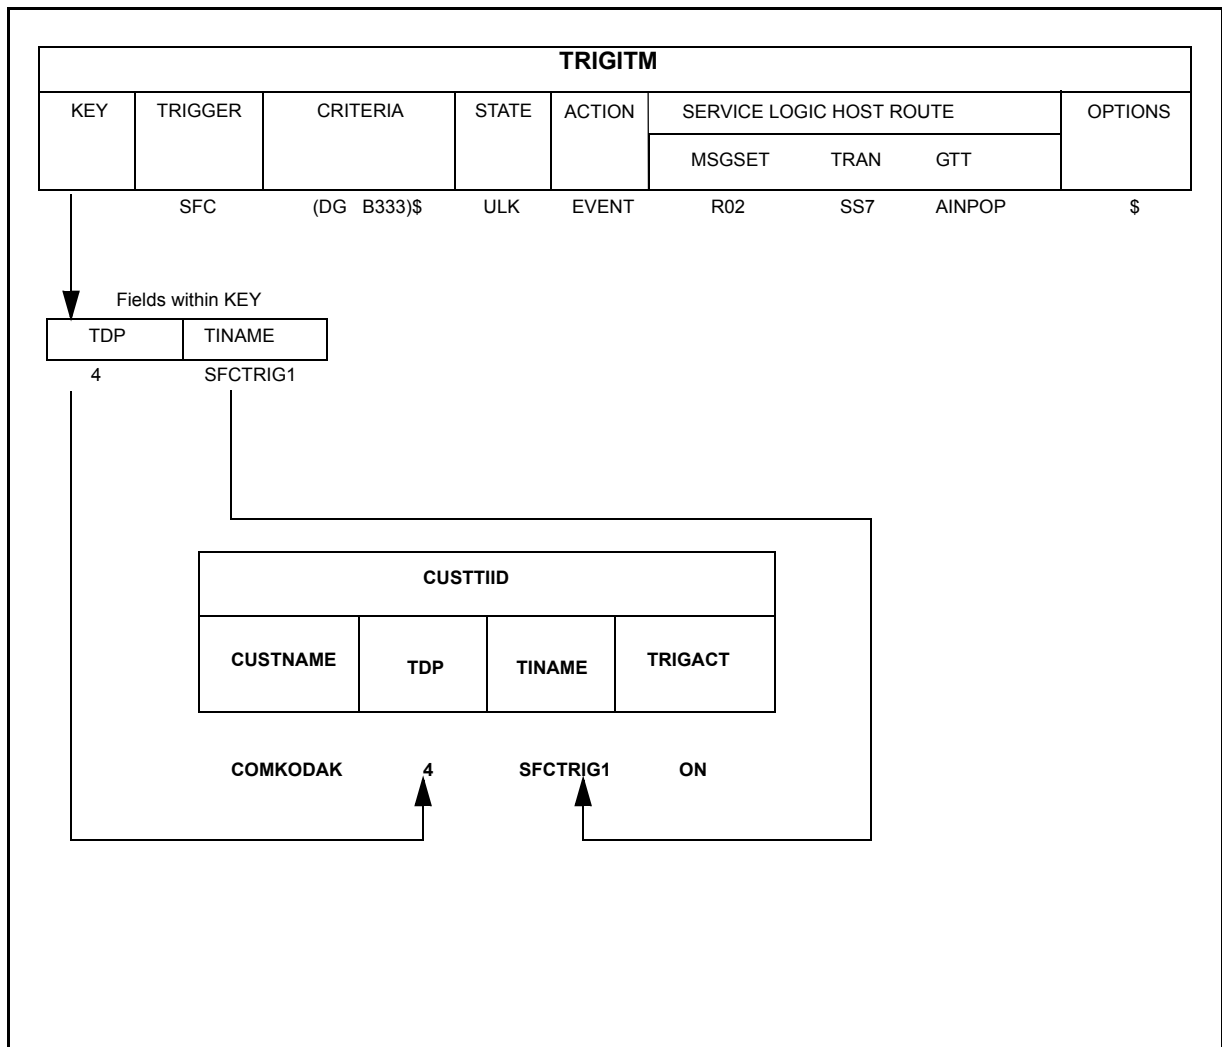 TRIGITM
KEY TRIGGER CRITERIA STATE ACTION SERVICE LOGIC HOST ROUTE OPTIONS
MSGSET TRAN GTT
SFC (DG B333)$ ULK EVENT R02 SS7 AINPOP $
Fields within KEY
TDP TINAME
4 SFCTRIG1
CUSTTIID
CUSTNAME TDP TINAME TRIGACT
COMKODAK 4 SFCTRIG1 ON